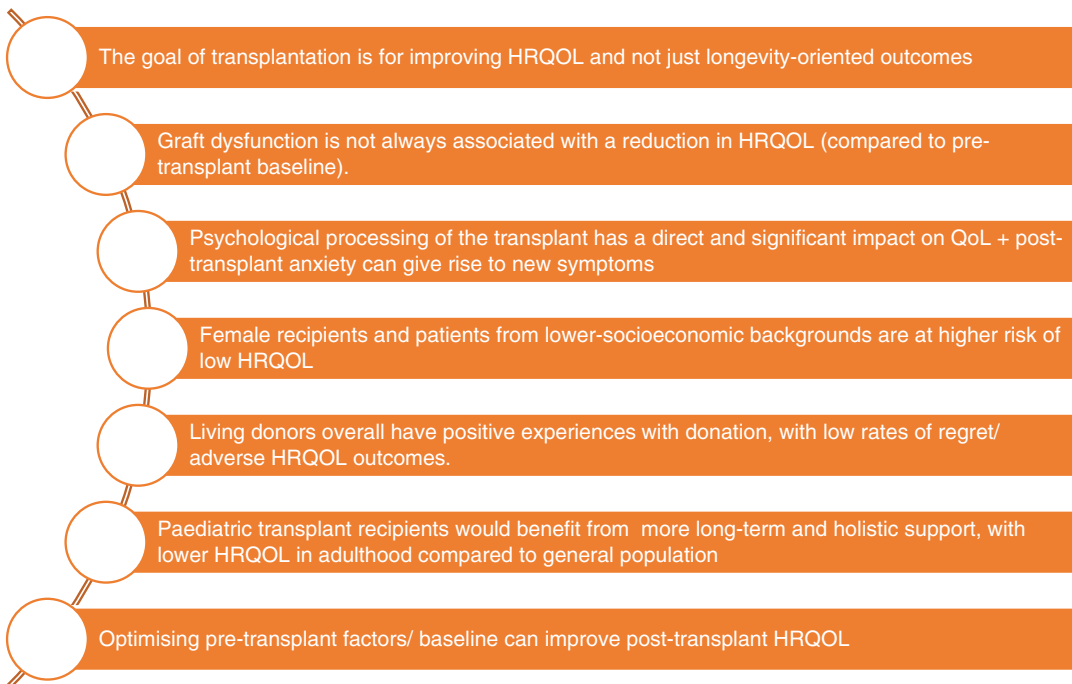 The goal of transplantation is for improving HRQOL and not just longevity-oriented outcomes
Graft dysfunction is not always associated with a reduction in HRQOL (compared to pre-
transplant baseline).
Psychological processing of the transplant has a direct and significant impact on QoL + post-
transplant anxiety can give rise to new symptoms
Female recipients and patients from lower-socioeconomic backgrounds are at higher risk of
low HRQOL
Living donors overall have positive experiences with donation, with low rates of regret/
adverse HRQOL outcomes.
Paediatric transplant recipients would benefit from more long-term and holistic support, with
lower HRQOL in adulthood compared to general population
Optimising pre-transplant factors/ baseline can improve post-transplant HRQOL